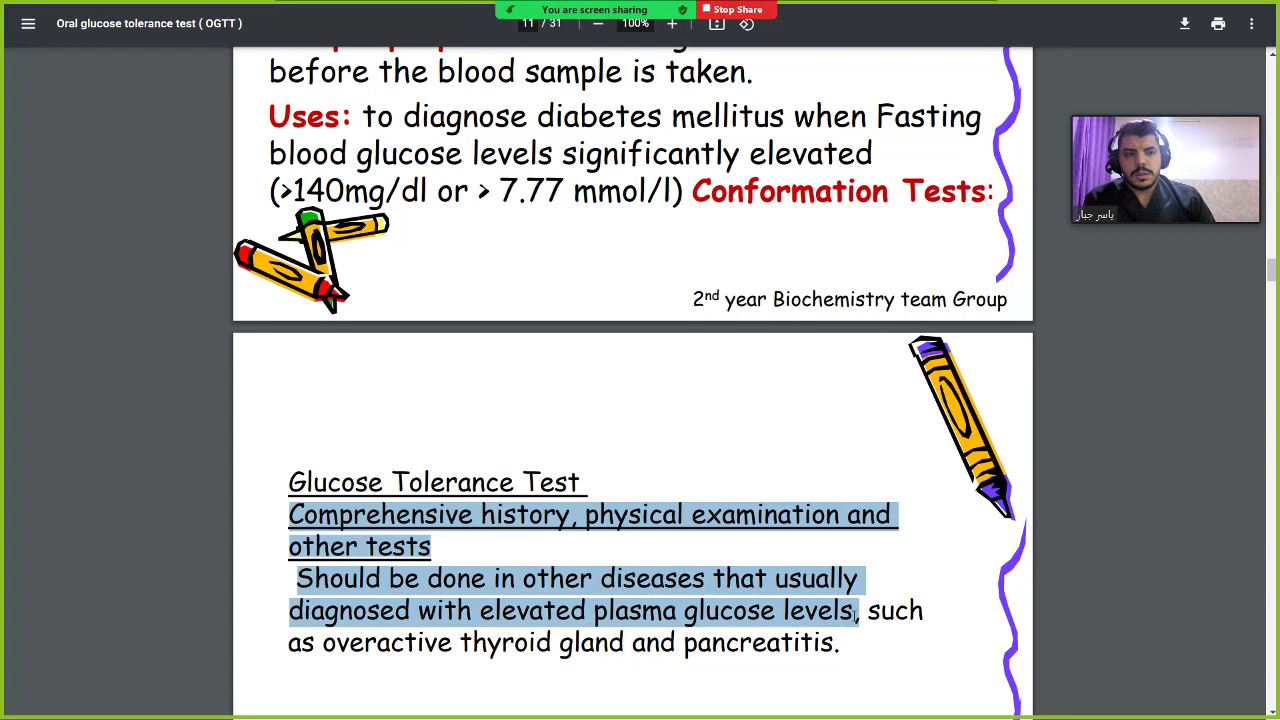 You are screen sharing
Stop Share
Oral glucose tolerance test ( OGTT )
11 / 31
100%
before the blood sample is taken.
Uses: to diagnose diabetes mellitus when Fasting
blood glucose levels significantly elevated
(>140mg/dl or > 7.77 mmol/l) Conformation Tests:
2nd year Biochemistry team Group
ياسر جبار
Glucose Tolerance Test
Comprehensive history, physical examination and
other tests
Should be done in other diseases that usually
diagnosed with elevated plasma glucose levels, such
as overactive thyroid gland and pancreatitis.